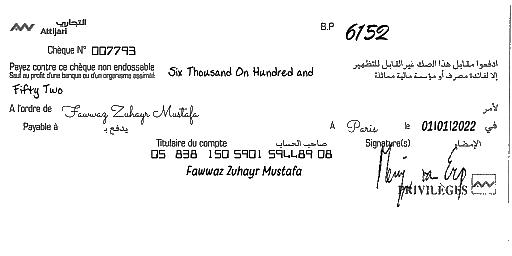 التجاري
Attijari
B.P 6152
Chèque N° 007793
Payez contre ce chèque non endossable
Sauf au profit d'une banque ou d'un organisme assimilé
Six Thousand On Hundred and
ادفعوا مقابل هذا الصك غير القابل للتظهير
إلا لفائدة مصرف أو مؤسسة مالية مماثلة
Fifty Two
A l'ordre de Fawwaz Zuhayr Mustafa لأمر
Payable à يدفع بـ
A Paris le 01/01/2022 في
Titulaire du compte صاحب الحساب
Signature(s) الإمضاء
05 838 150 5901 594489 08
Fawwaz Zuhayr Mustafa
PRIVILÈGES